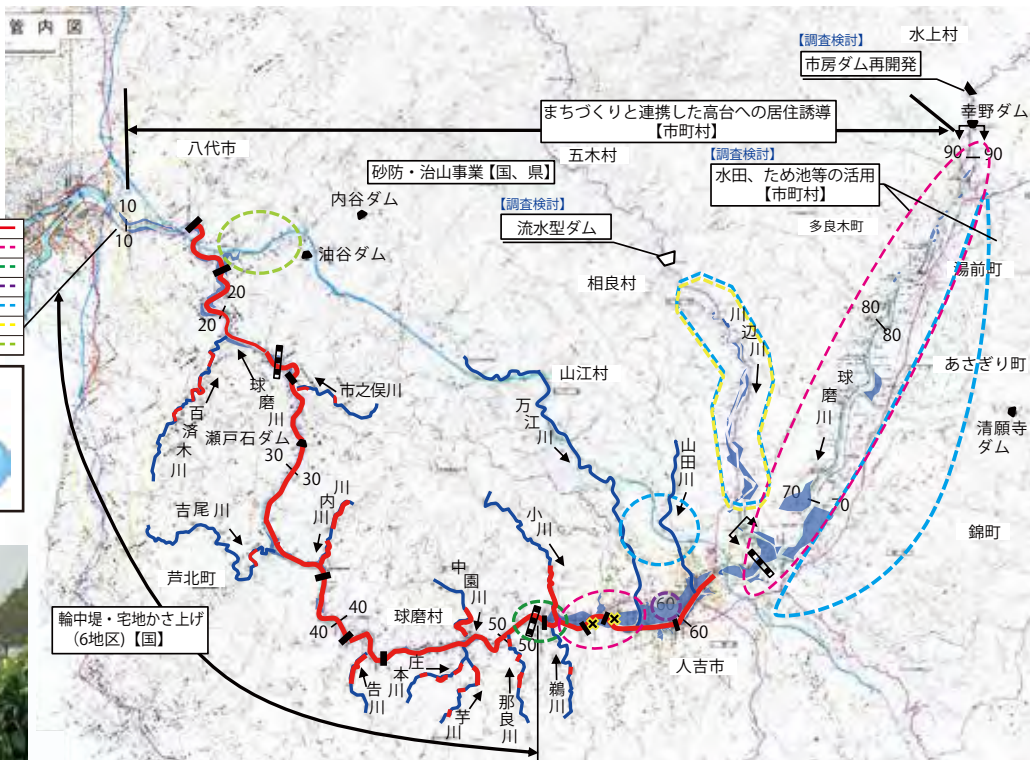 管内図
水上村
【調査検討】
市房ダム再開発
幸野ダム
まちづくりと連携した高台への居住誘導
【市町村】
八代市
五木村
90
90
【調査検討】
水田、ため池等の活用
【市町村】
砂防・治山事業【国、県】
内谷ダム
【調査検討】
流水型ダム
多良木町
10
10
油谷ダム
相良村
湯前町
20
20
川辺川
80
80
山江村
あさぎり町
球磨川
市之俣川
百済木川
万江川
球磨川
清願寺
ダム
瀬戸石ダム
30
30
山田川
70
0
吉尾川
内川
小川
錦町
芦北町
中園川
輪中堤・宅地かさ上げ
(6地区)【国】
40
40
球磨村
50
50
60
60
人吉市
告川
庄本川
芋川
那良川
鵜川